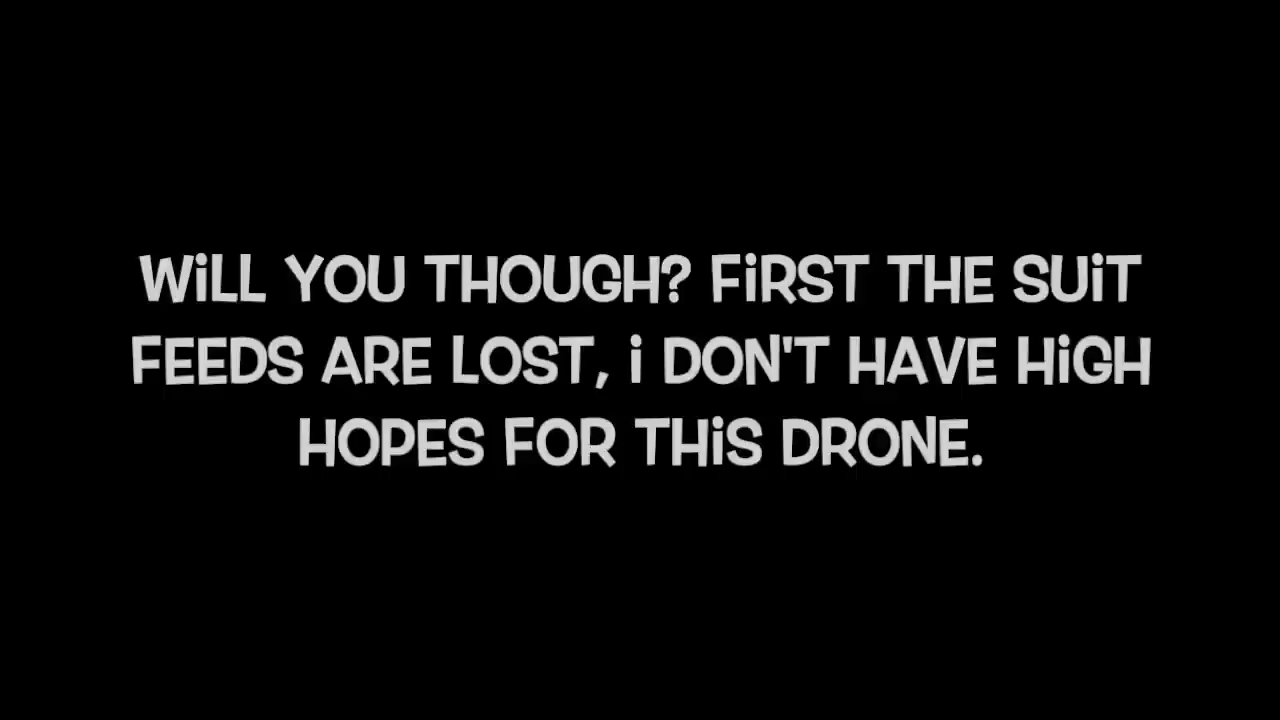 WiLL YOU THOUGH? FiRST THE SUiT
FEEDS ARE LOST, i DON'T HAVE HiGH
HOPES FOR THiS DRONE.